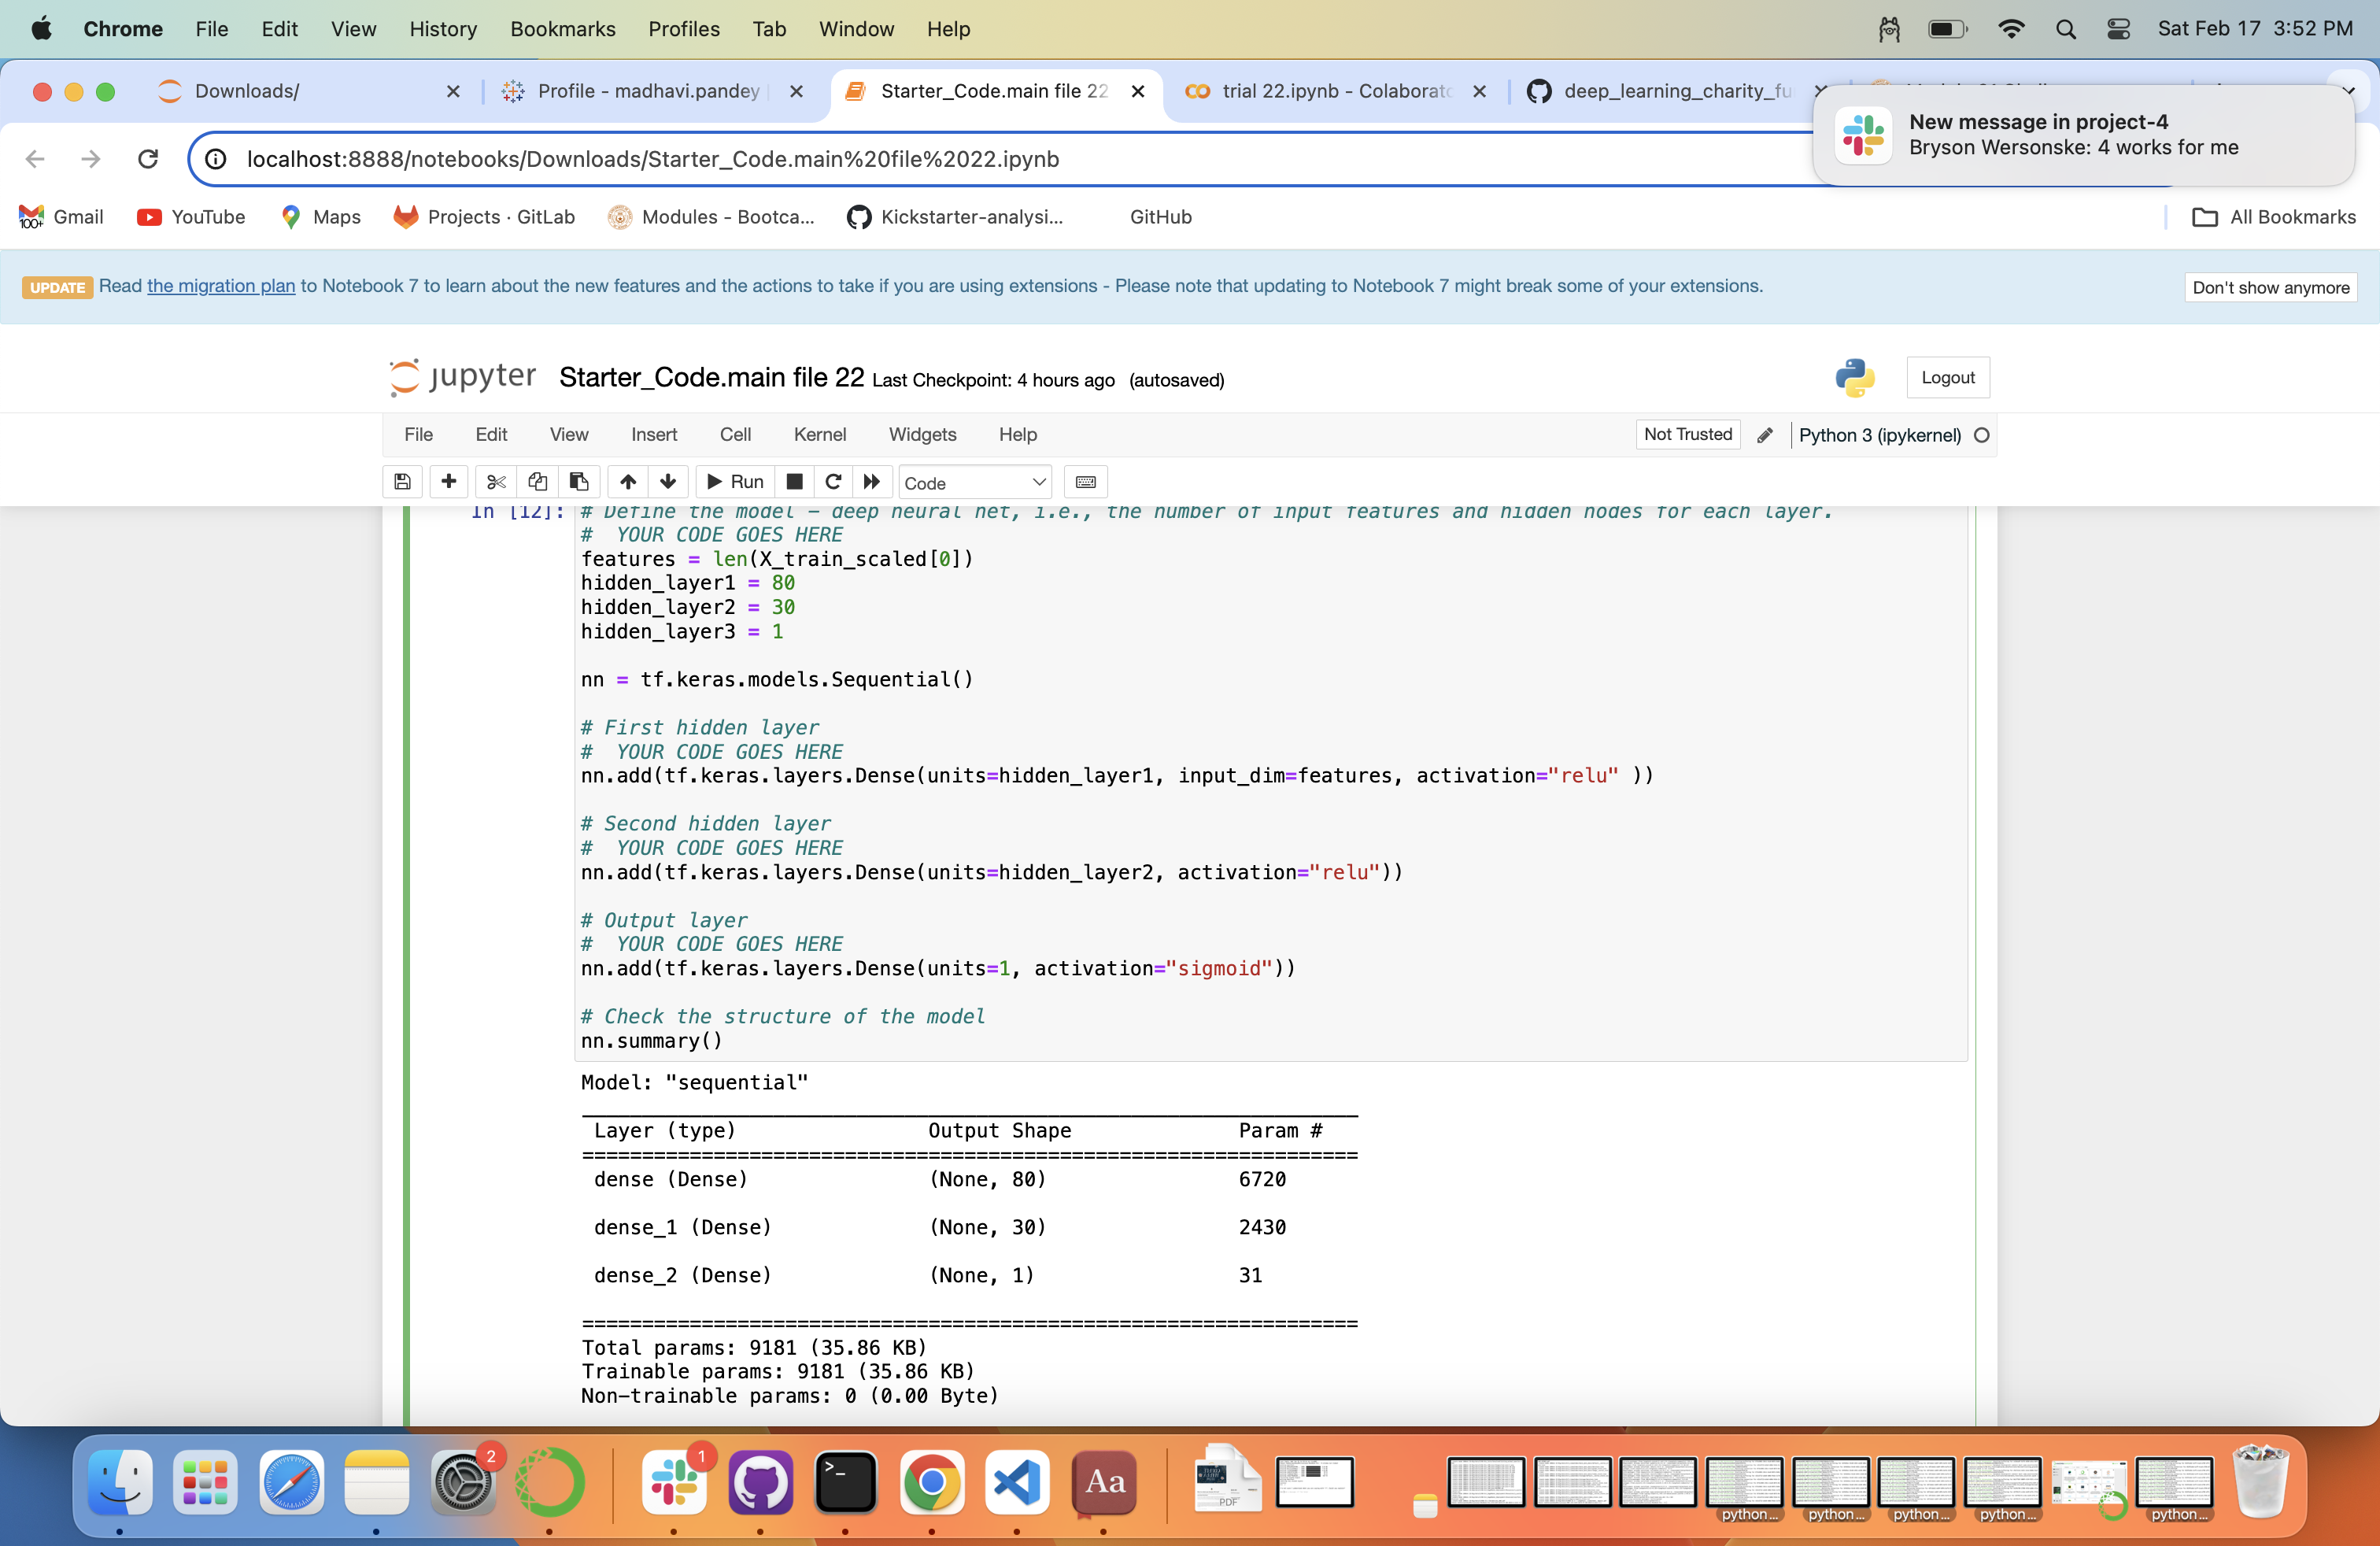 Chrome File Edit View History Bookmarks Profiles Tab Window Help Sat Feb 17 3:52 PM
Downloads/ Profile - madhavi.pandey Starter_Code.main file 22 trial 22.ipynb - Colaborato deep_learning_charity_fu
New message in project-4
Bryson Wersonske: 4 works for me
localhost:8888/notebooks/Downloads/Starter_Code.main%20file%2022.ipynb
100+ Gmail YouTube Maps Projects · GitLab Modules - Bootca... Kickstarter-analysi... GitHub All Bookmarks
UPDATE Read the migration plan to Notebook 7 to learn about the new features and the actions to take if you are using extensions - Please note that updating to Notebook 7 might break some of your extensions. Don't show anymore
jupyter Starter_Code.main file 22 Last Checkpoint: 4 hours ago (autosaved) Logout
File Edit View Insert Cell Kernel Widgets Help Not Trusted Python 3 (ipykernel)
Run Code
In [12]: # Define the model - deep neural net, i.e., the number of input features and hidden nodes for each layer.
#  YOUR CODE GOES HERE
features = len(X_train_scaled[0])
hidden_layer1 = 80
hidden_layer2 = 30
hidden_layer3 = 1
nn = tf.keras.models.Sequential()
# First hidden layer
#  YOUR CODE GOES HERE
nn.add(tf.keras.layers.Dense(units=hidden_layer1, input_dim=features, activation="relu" ))
# Second hidden layer
#  YOUR CODE GOES HERE
nn.add(tf.keras.layers.Dense(units=hidden_layer2, activation="relu"))
# Output layer
#  YOUR CODE GOES HERE
nn.add(tf.keras.layers.Dense(units=1, activation="sigmoid"))
# Check the structure of the model
nn.summary()
Model: "sequential"
_________________________________________________________________
Layer (type) Output Shape Param #
=================================================================
dense (Dense) (None, 80) 6720
dense_1 (Dense) (None, 30) 2430
dense_2 (Dense) (None, 1) 31
=================================================================
Total params: 9181 (35.86 KB)
Trainable params: 9181 (35.86 KB)
Non-trainable params: 0 (0.00 Byte)
2 1 >_ Aa PDF
python... python... python... python... python...